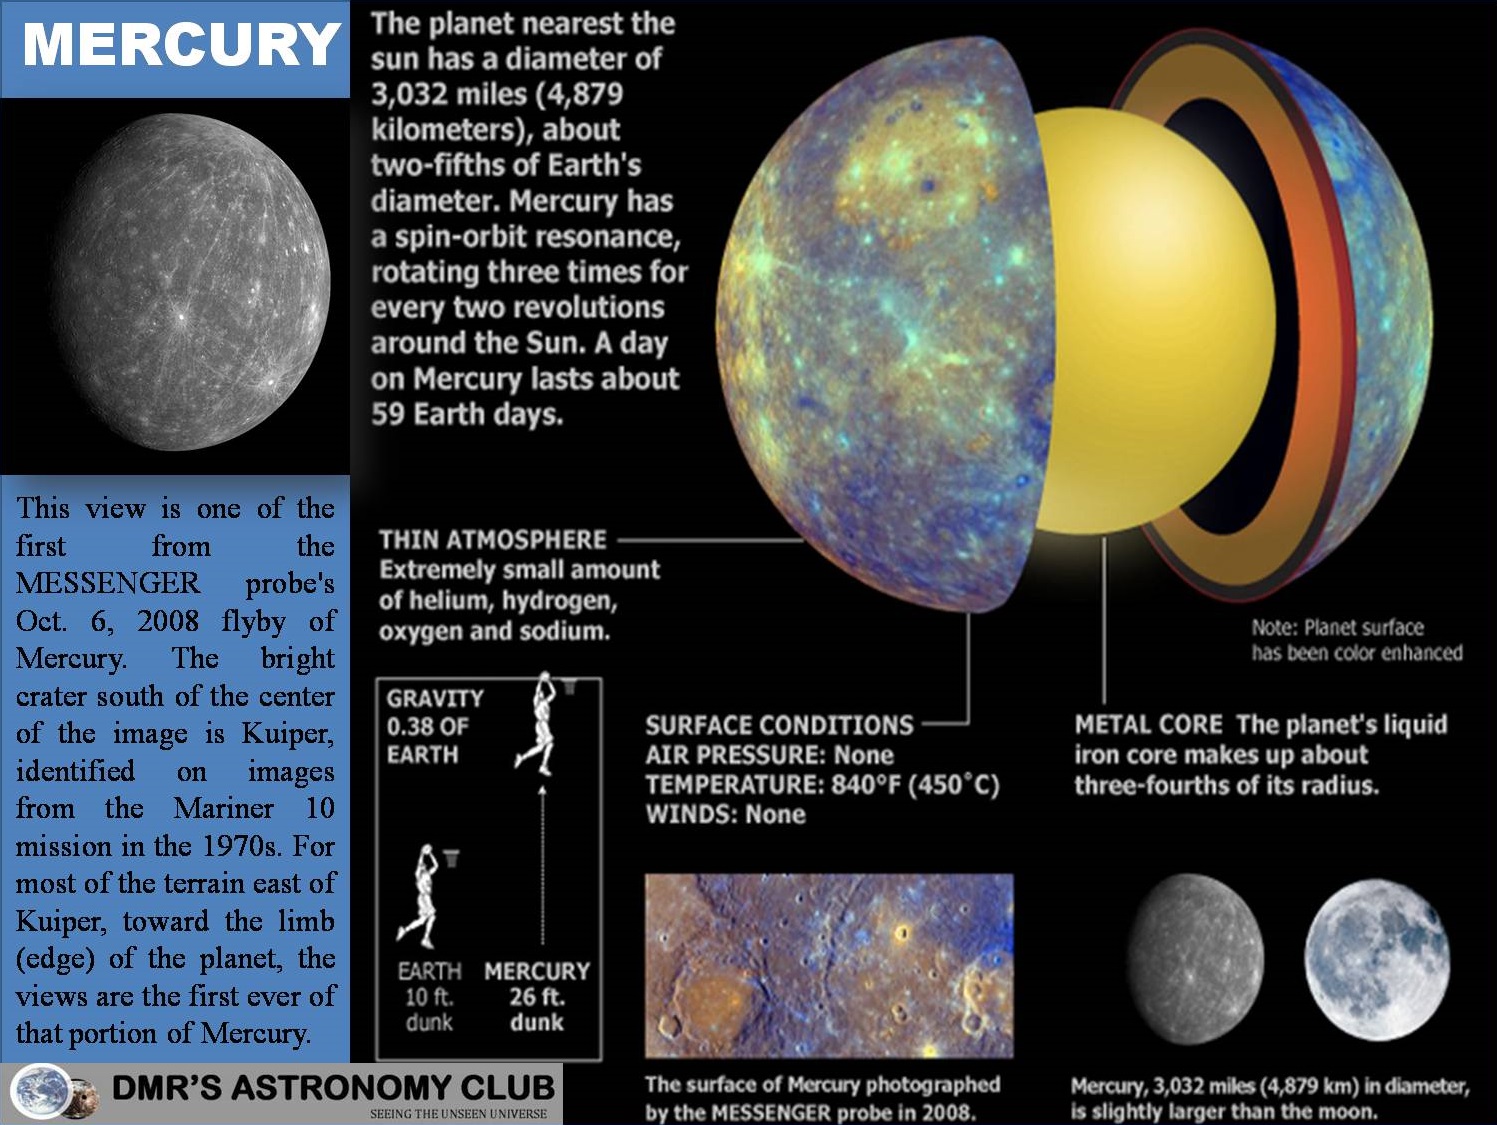 MERCURY
This view is one of the
first from the
MESSENGER probe's
Oct. 6, 2008 flyby of
Mercury. The bright
crater south of the center
of the image is Kuiper,
identified on images
from the Mariner 10
mission in the 1970s. For
most of the terrain east of
Kuiper, toward the limb
(edge) of the planet, the
views are the first ever of
that portion of Mercury.
The planet nearest the
sun has a diameter of
3,032 miles (4,879
kilometers), about
two-fifths of Earth's
diameter. Mercury has
a spin-orbit resonance,
rotating three times for
every two revolutions
around the Sun. A day
on Mercury lasts about
59 Earth days.
THIN ATMOSPHERE
Extremely small amount
of helium, hydrogen,
oxygen and sodium.
Note: Planet surface
has been color enhanced
GRAVITY
0.38 OF
EARTH
EARTH
10 ft.
dunk
MERCURY
26 ft.
dunk
SURFACE CONDITIONS
AIR PRESSURE: None
TEMPERATURE: 840°F (450°C)
WINDS: None
METAL CORE The planet's liquid
iron core makes up about
three-fourths of its radius.
The surface of Mercury photographed
by the MESSENGER probe in 2008.
Mercury, 3,032 miles (4,879 km) in diameter,
is slightly larger than the moon.
DMR'S ASTRONOMY CLUB
SEEING THE UNSEEN UNIVERSE